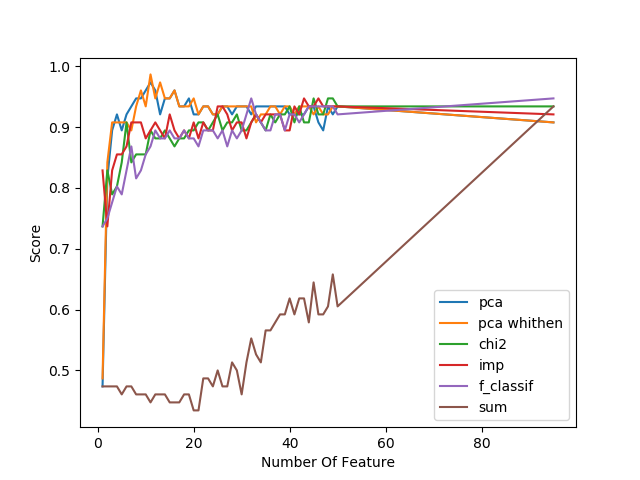 1.0
0.9
0.8
0.7
0.6
0.5
Score
0
20
40
60
80
Number Of Feature
pca
pca whithen
chi2
imp
f_classif
sum